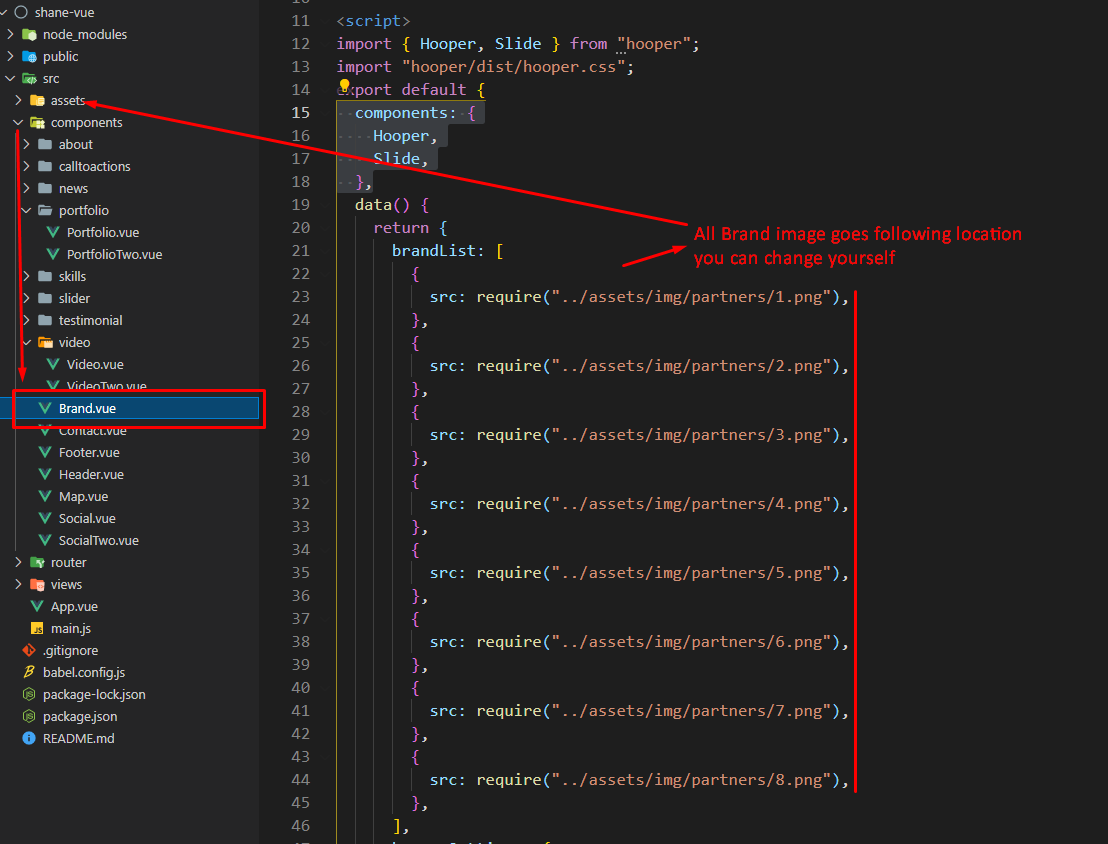 shane-vue
node_modules
public
src
assets
components
about
calltoactions
news
portfolio
Portfolio.vue
PortfolioTwo.vue
skills
slider
testimonial
video
Video.vue
VideoTwo.vue
Brand.vue
Contact.vue
Footer.vue
Header.vue
Map.vue
Social.vue
SocialTwo.vue
router
views
App.vue
main.js
.gitignore
babel.config.js
package-lock.json
package.json
README.md
11 <script>
12 import { Hooper, Slide } from "hooper";
13 import "hooper/dist/hooper.css";
14 export default {
15 components: {
16 Hooper,
17 Slide,
18 },
19 data() {
20 return {
21 brandList: [
22 {
23 src: require("../assets/img/partners/1.png"),
24 },
25 {
26 src: require("../assets/img/partners/2.png"),
27 },
28 {
29 src: require("../assets/img/partners/3.png"),
30 },
31 {
32 src: require("../assets/img/partners/4.png"),
33 },
34 {
35 src: require("../assets/img/partners/5.png"),
36 },
37 {
38 src: require("../assets/img/partners/6.png"),
39 },
40 {
41 src: require("../assets/img/partners/7.png"),
42 },
43 {
44 src: require("../assets/img/partners/8.png"),
45 },
46 ],
All Brand image goes following location
you can change yourself